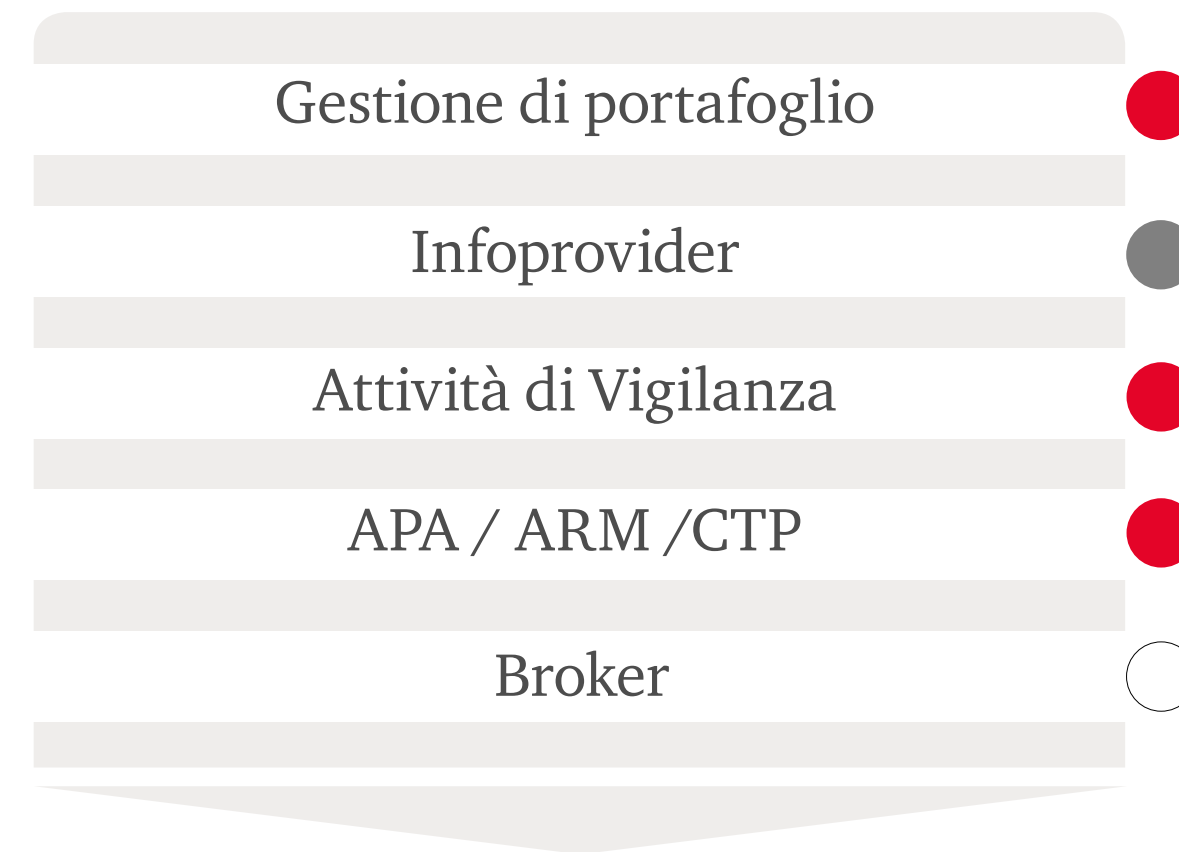 Gestione di portafoglio
Infoprovider
Attività di Vigilanza
APA / ARM /CTP
Broker